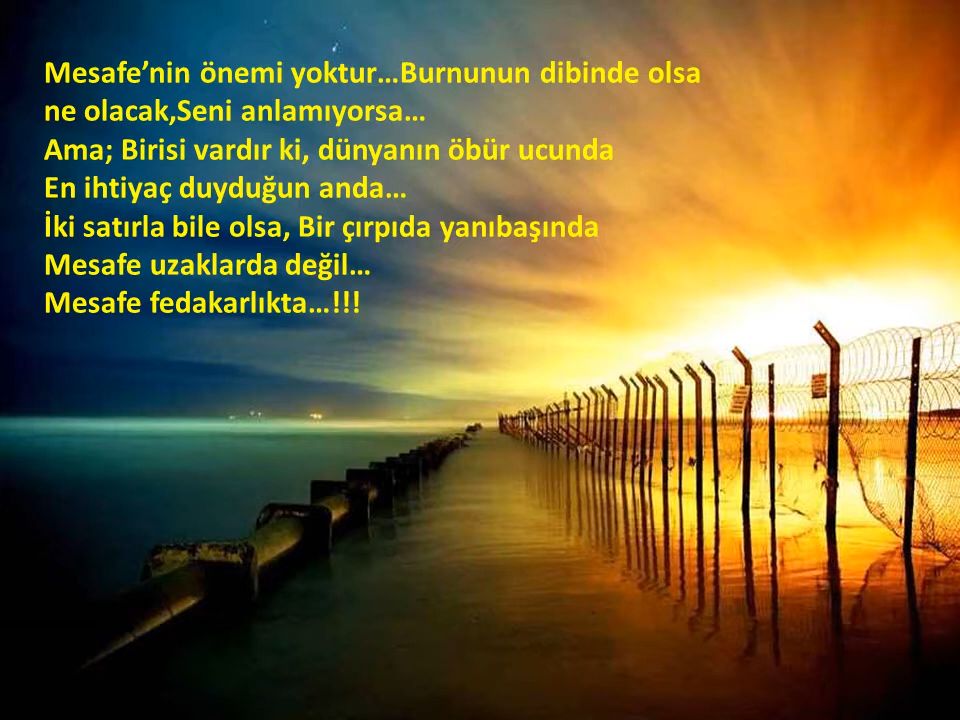 Mesafe’nin önemi yoktur…Burnunun dibinde olsa
ne olacak,Seni anlamıyorsa…
Ama; Birisi vardır ki, dünyanın öbür ucunda
En ihtiyaç duyduğun anda…
İki satırla bile olsa, Bir çırpıda yanıbaşında
Mesafe uzaklarda değil…
Mesafe fedakarlıkta…!!!